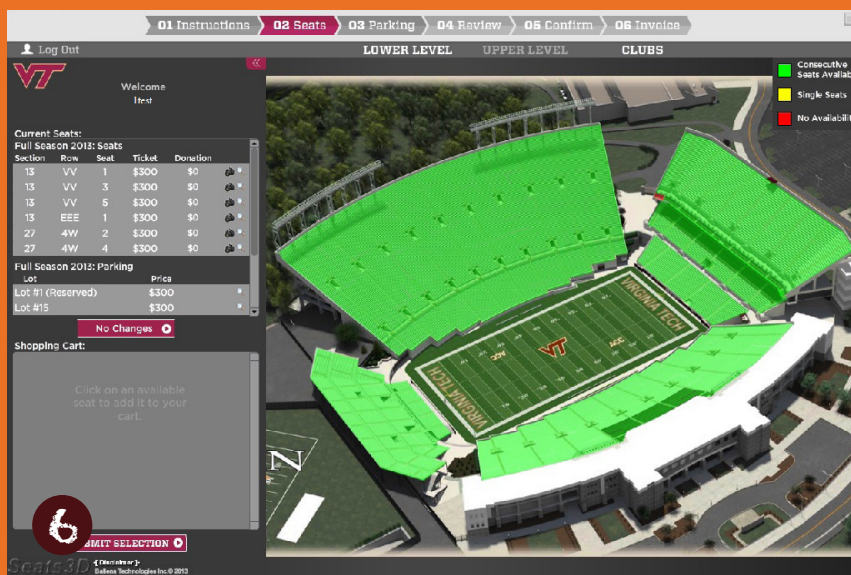 01 Instructions 02 Seats 03 Parking 04 Review 05 Confirm 06 Invoice
Log Out LOWER LEVEL UPPER LEVEL CLUBS
VT
Welcome
1test
Consecutive
Seats Availab
Single Seats
No Availabilit
Current Seats:
Full Season 2013: Seats
Section Row Seat Ticket Donation
13 VV 1 $300 $0
13 VV 3 $300 $0
13 VV 5 $300 $0
13 EEE 1 $300 $0
27 4W 2 $300 $0
27 4W 4 $300 $0
Full Season 2013: Parking
Lot Price
Lot #1 (Reserved) $300
Lot #15 $300
No Changes
Shopping Cart:
Click on an available
seat to add it to your
cart.
VIRGINIA TECH
ACC
VT
ACC
VIRGINIA TECH
N
6
BMIT SELECTION
Seats3D
-[ Disclaimer ]-
Ballena Technologies Inc.© 2013